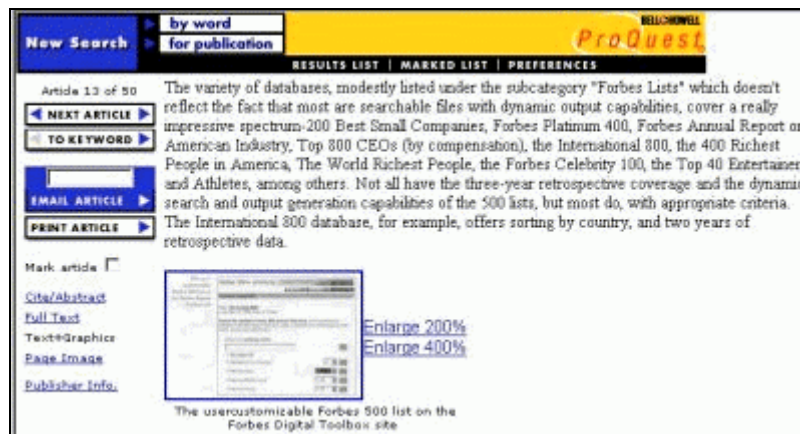 New Search
by word
for publication
BELL&HOWELL
ProQuest
RESULTS LIST | MARKED LIST | PREFERENCES
Article 13 of 50
NEXT ARTICLE
TO KEYWORD
EMAIL ARTICLE
PRINT ARTICLE
Mark article
Cite/Abstract
Full Text
Text+Graphics
Page Image
Publisher Info.
The variety of databases, modestly listed under the subcategory "Forbes Lists" which doesn't
reflect the fact that most are searchable files with dynamic output capabilities, cover a really
impressive spectrum-200 Best Small Companies, Forbes Platinum 400, Forbes Annual Report on
American Industry, Top 800 CEOs (by compensation), the International 800, the 400 Richest
People in America, The World Richest People, the Forbes Celebrity 100, the Top 40 Entertainer
and Athletes, among others. Not all have the three-year retrospective coverage and the dynami
search and output generation capabilities of the 500 lists, but most do, with appropriate criteria.
The International 800 database, for example, offers sorting by country, and two years of
retrospective data.
Enlarge 200%
Enlarge 400%
The usercustomizable Forbes 500 list on the
Forbes Digital Toolbox site